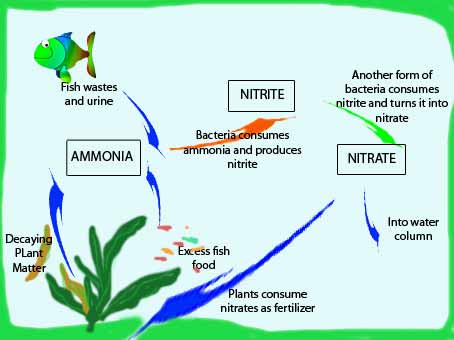 Fish wastes
and urine
NITRITE
Another form of
bacteria consumes
nitrite and turns it into
nitrate
Bacteria consumes
ammonia and produces
nitrite
AMMONIA
NITRATE
Into water
column
Decaying
PLant
Matter
Excess fish
food
Plants consume
nitrates as fertilizer